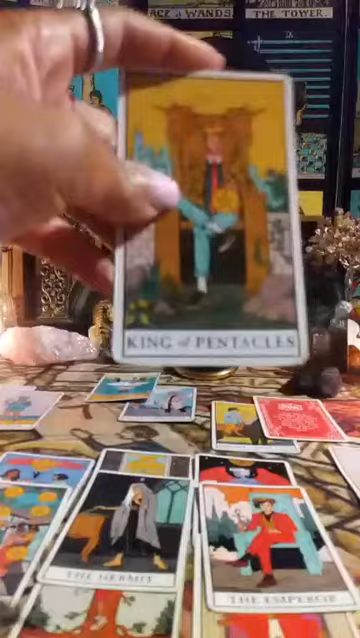 ACE of WANDS
THE TOWER.
KING of PENTACLES
THE HERMIT
THE EMPEROR